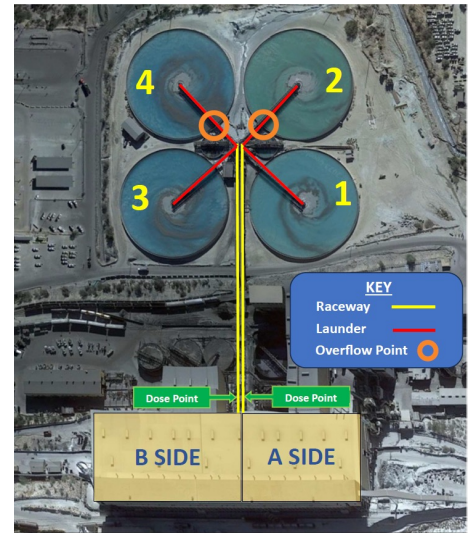 4
2
3
1
KEY
Raceway
Launder
Overflow Point
Dose Point
Dose Point
B SIDE
A SIDE